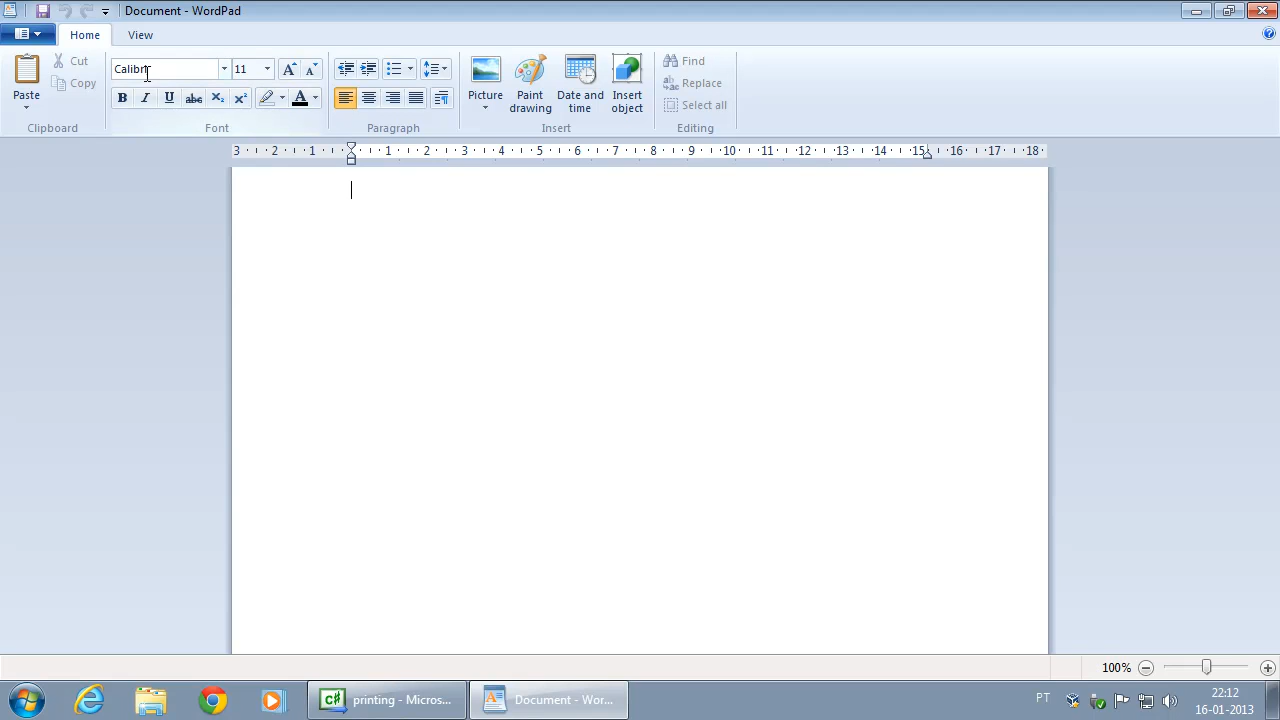 Document - WordPad
Home View
Calibri 11
Cut
Copy
Paste
Clipboard
B I U abc X₂ X² A
Font
Paragraph
Picture
Paint drawing
Date and time
Insert object
Insert
Find
Replace
Select all
Editing
3 2 1 1 2 3 4 5 6 7 8 9 10 11 12 13 14 15 16 17 18
100%
printing - Micros...
Document - Wor...
PT
22:12
16-01-2013